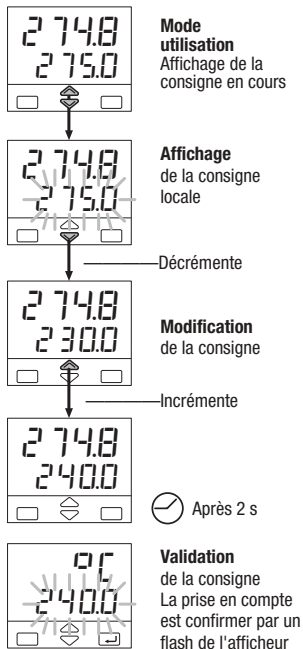 274.8
275.0
Mode
utilisation
Affichage de la
consigne en cours
274.8
275.0
Affichage
de la consigne
locale
Décrémente
274.8
230.0
Modification
de la consigne
Incrémente
274.8
240.0
Après 2 s
°C
240.0
Validation
de la consigne
La prise en compte
est confirmer par un
flash de l'afficheur